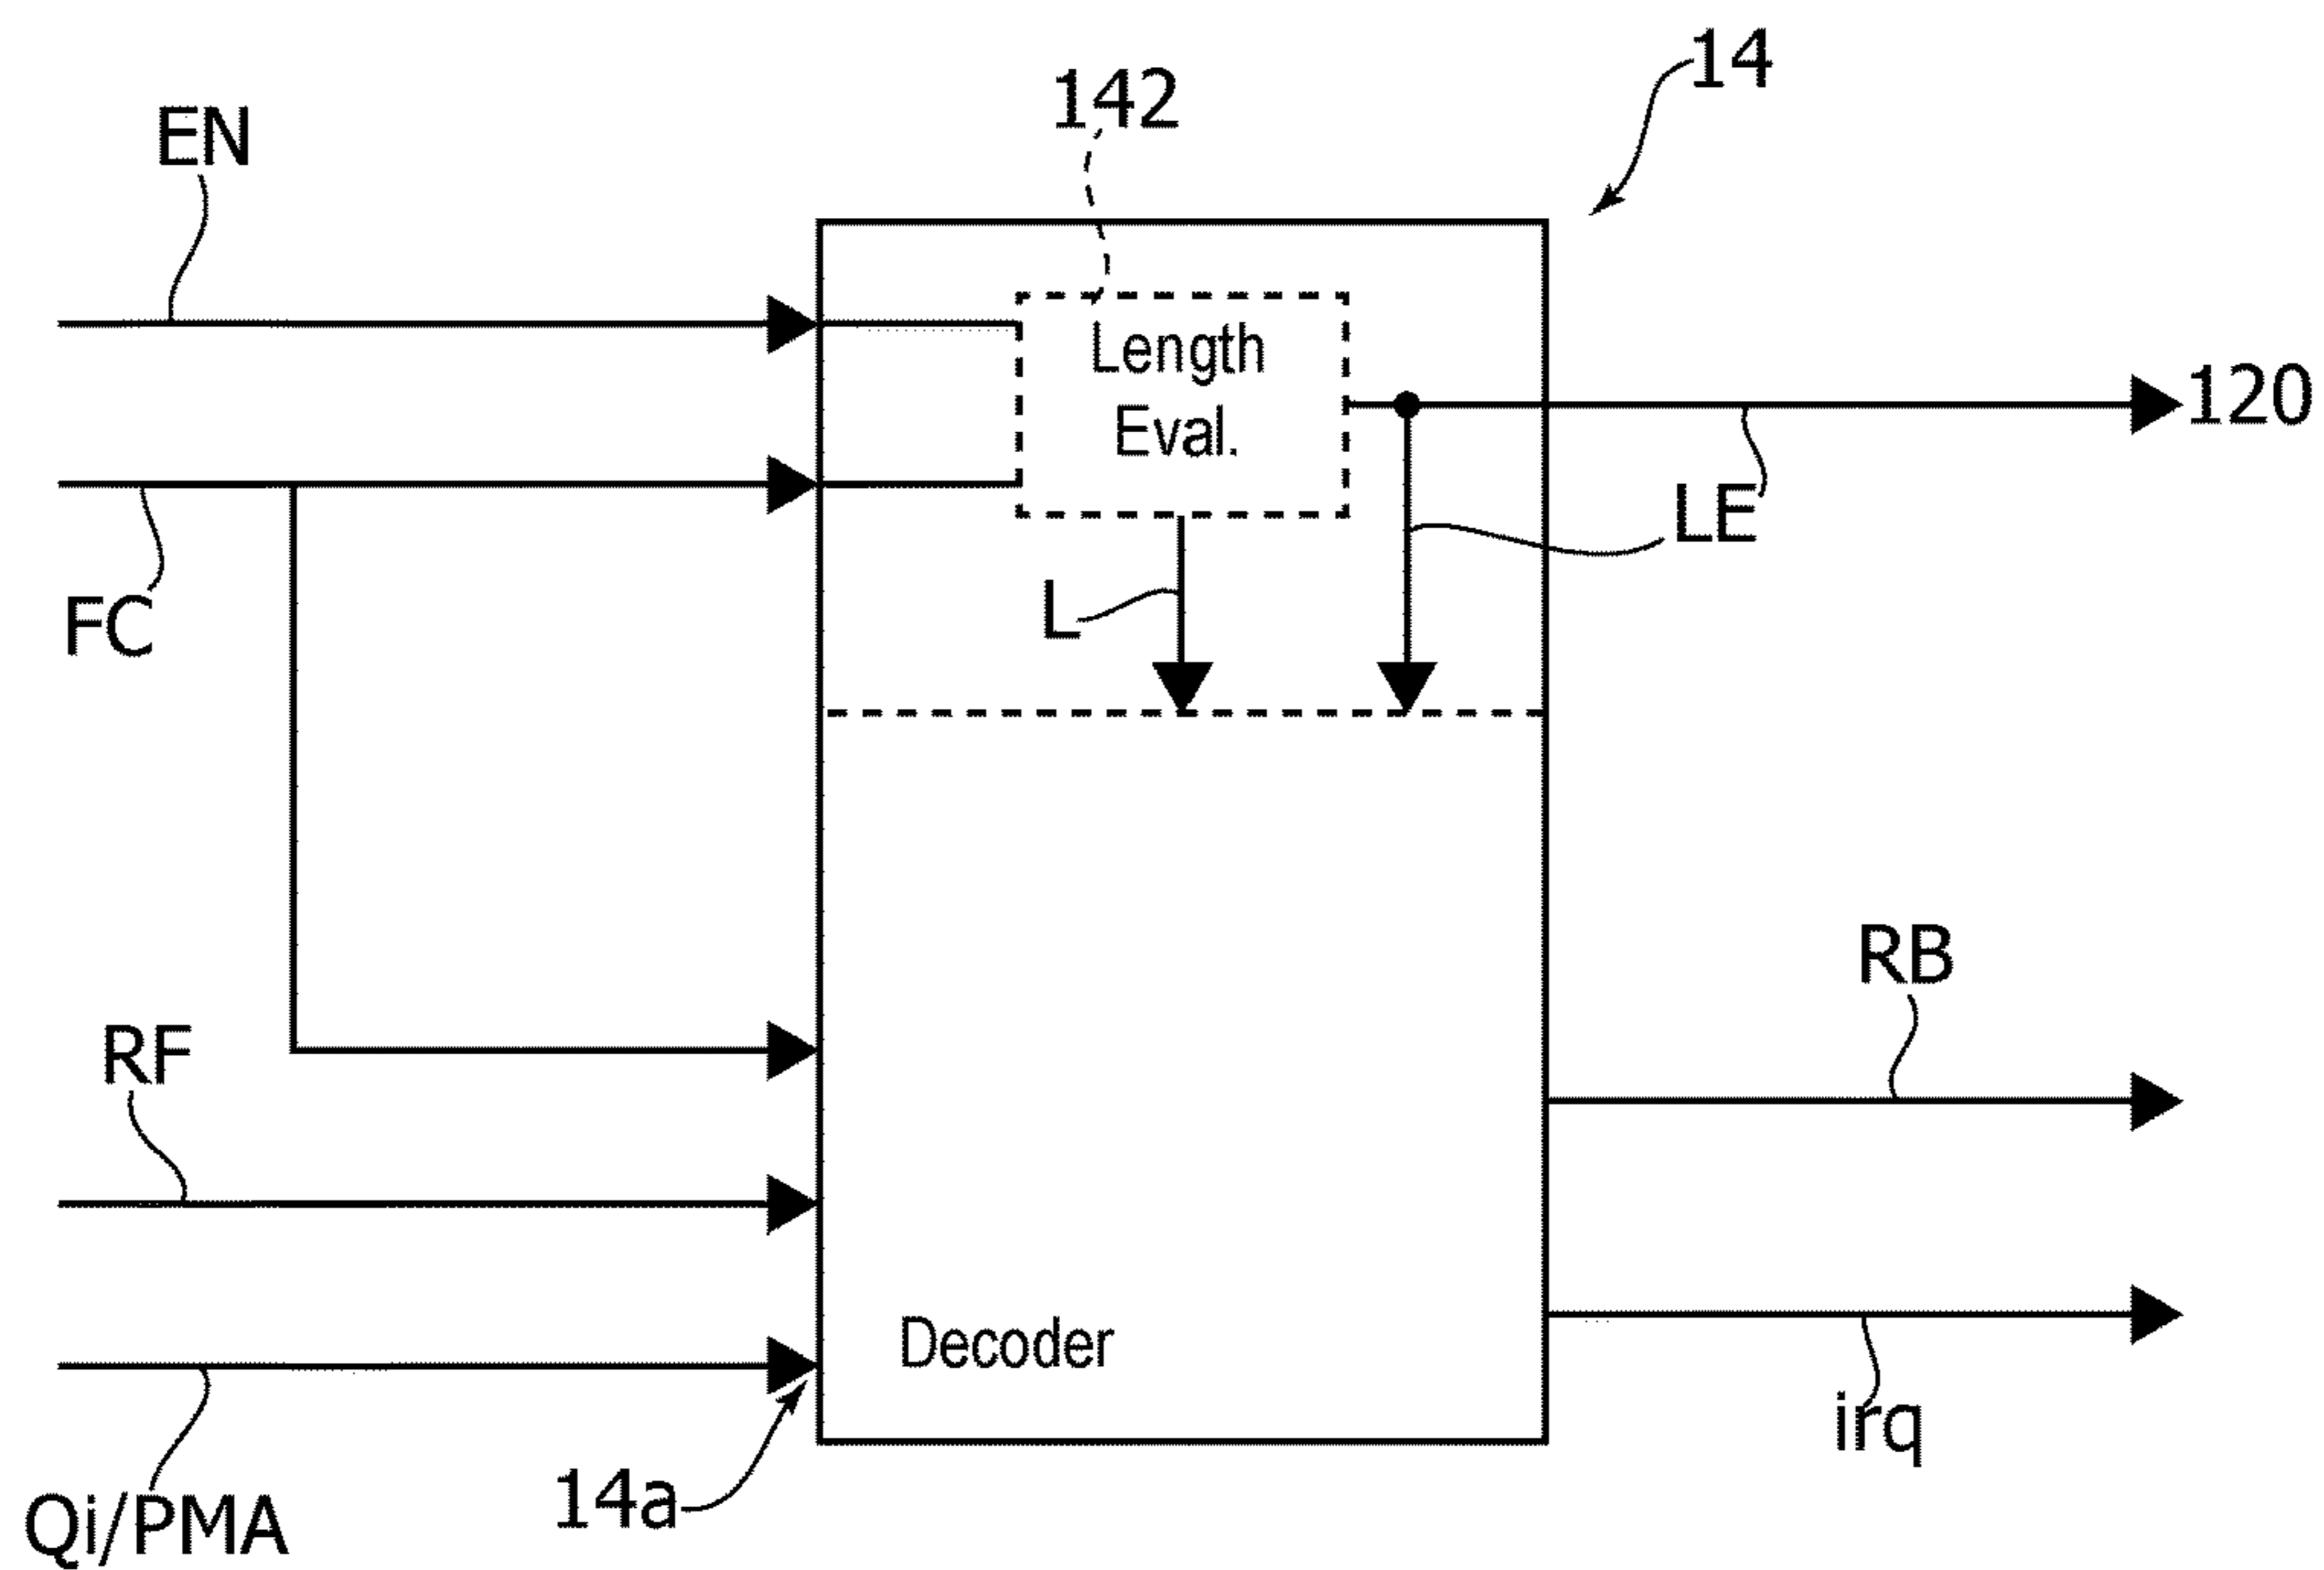 14
142
EN
Length
Eval.
120
LE
FC
L
RB
RF
Decoder
irq
14a
Qi/PMA